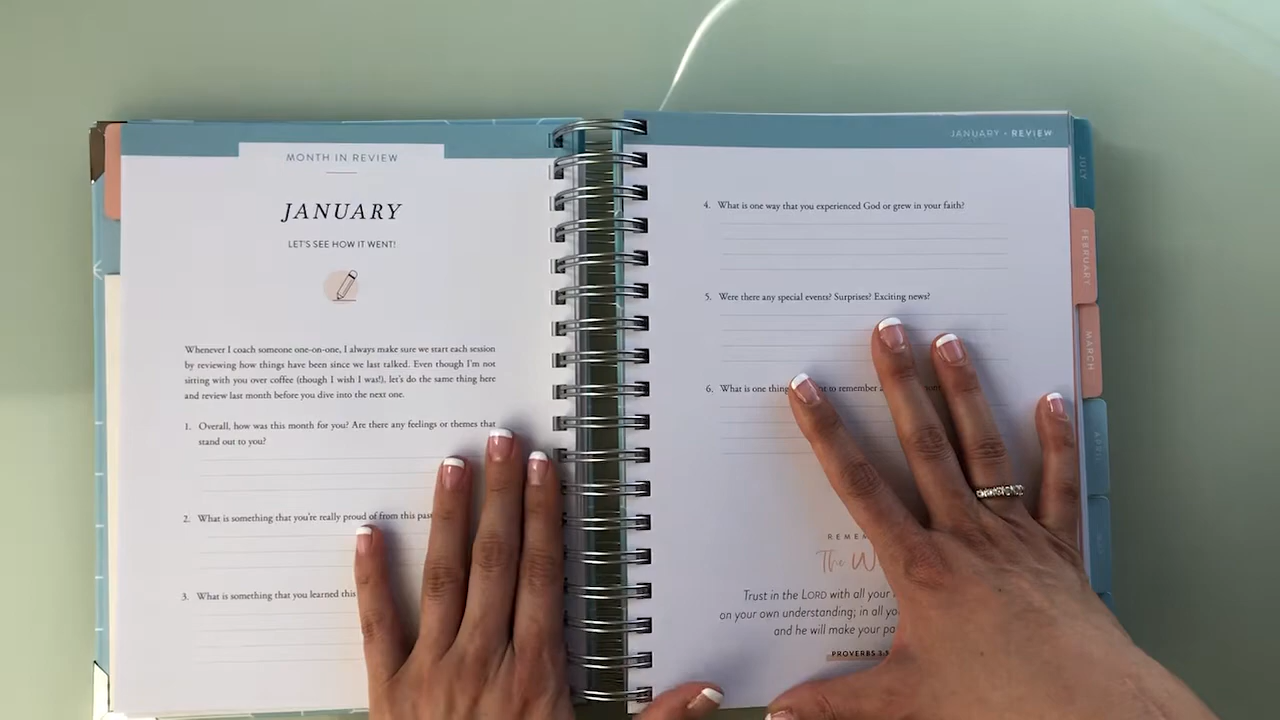 MONTH IN REVIEW
JANUARY
LET'S SEE HOW IT WENT!
Whenever I coach someone one-on-one, I always make sure we start each session
by reviewing how things have been since we last talked. Even though I'm not
sitting with you over coffee (though I wish I was!), let's do the same thing here
and review last month before you dive into the next one.
1. Overall, how was this month for you? Are there any feelings or themes that
stand out to you?
2. What is something that you're really proud of from this past
3. What is something that you learned this
JANUARY • REVIEW
4. What is one way that you experienced God or grew in your faith?
5. Were there any special events? Surprises? Exciting news?
6. What is one thing to remember
The
Trust in the LORD with all your
on your own understanding; in all
and he will make your
PROVERBS 3:5
JULY
FEBRUARY
MARCH
APRIL